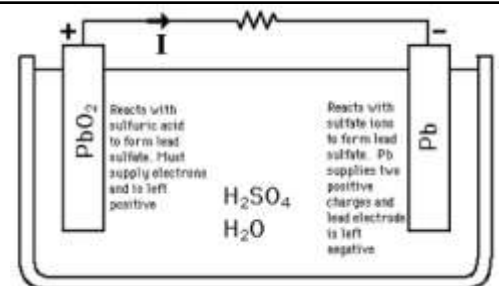 +
I
-
PbO₂
Reacts with
sulfuric acid
to form lead
sulfate. Must
supply electrons
and is left
positive
H₂SO₄
H₂O
Reacts with
sulfate ions
to form lead
sulfate. Pb
supplies two
positive
charges and
lead electrode
is left
negative
Pb